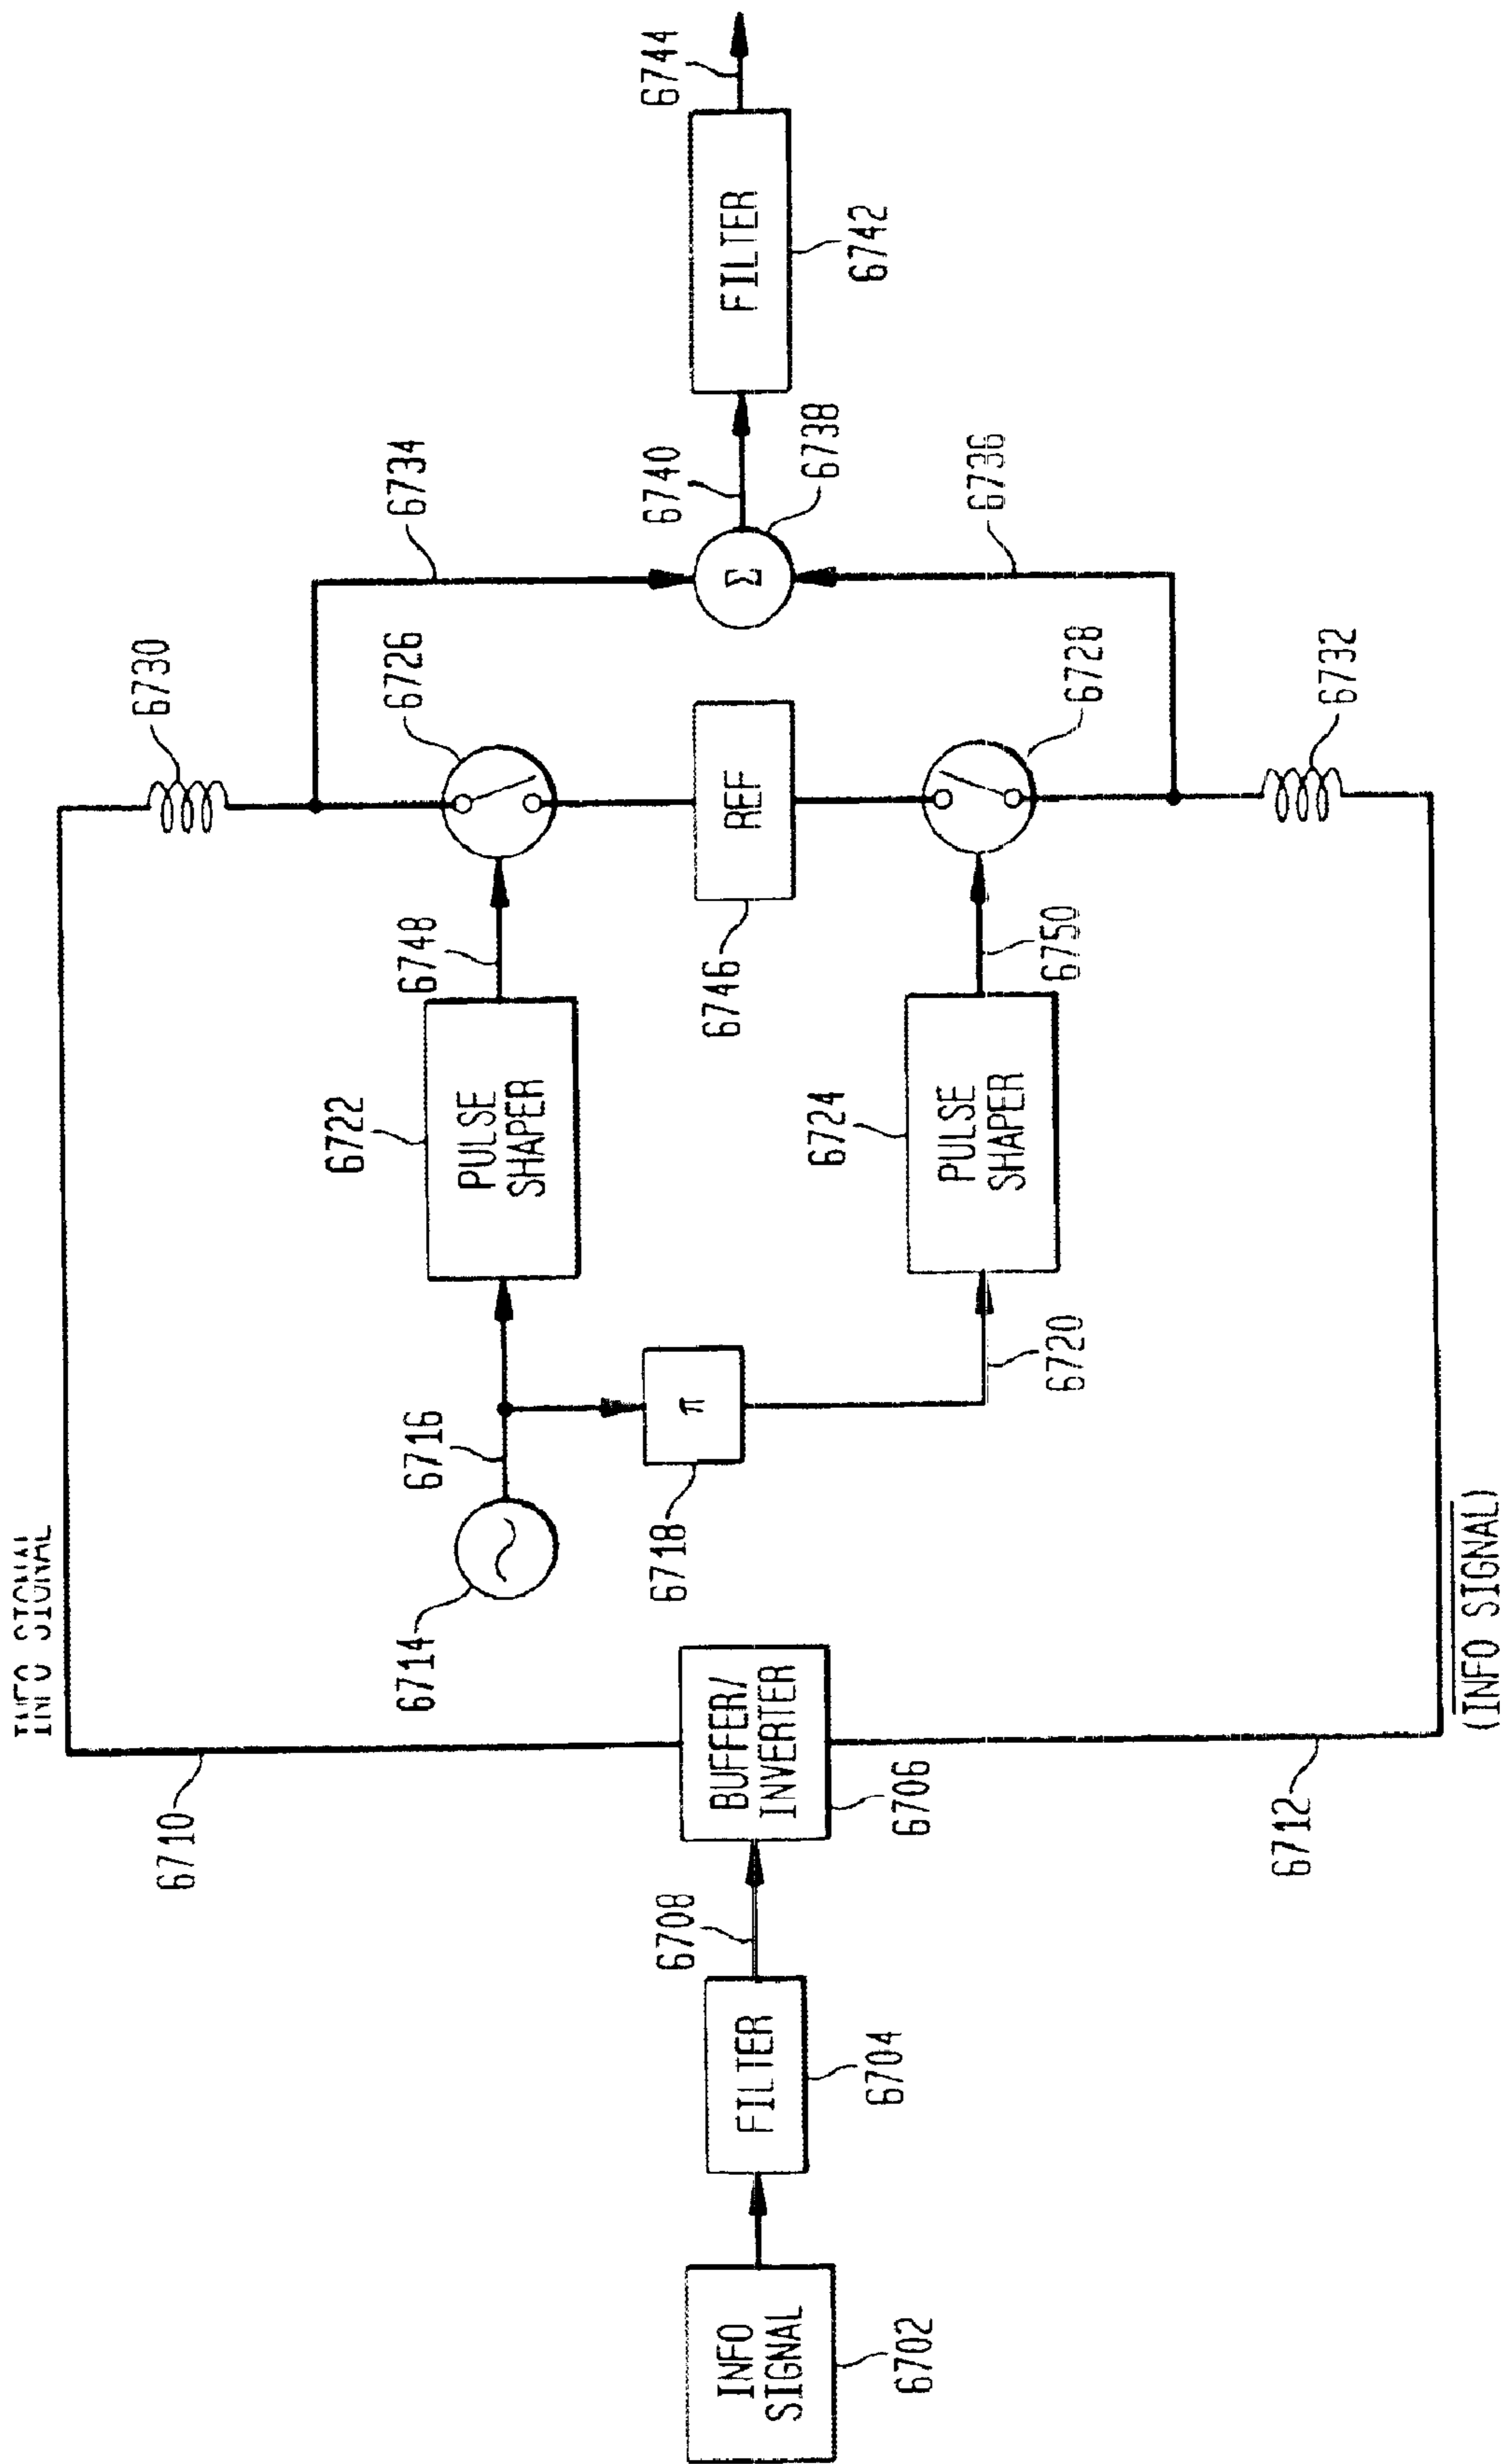 INFO SIGNAL
6710
6730
6734
6744
6714
6716
6722
PULSE
SHAPER
6748
6726
6740
INFO
SIGNAL
6702
FILTER
6704
6708
BUFFER/
INVERTER
6706
6718
π
REF
6746
Σ
6738
FILTER
6742
6720
6724
PULSE
SHAPER
6750
6728
6736
6732
6712
(INFO SIGNAL)